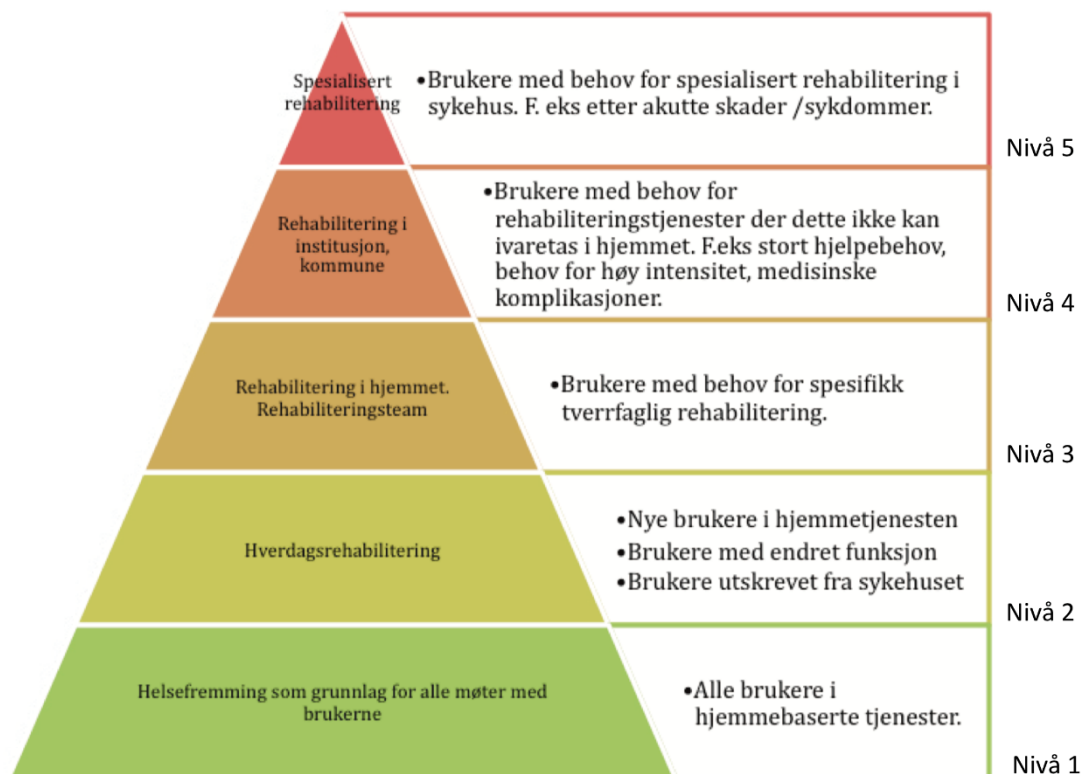 Spesialisert
rehabilitering
•Brukere med behov for spesialisert rehabilitering i
sykehus. F. eks etter akutte skader /sykdommer.
Nivå 5
Rehabilitering i
institusjon,
kommune
•Brukere med behov for
rehabiliteringstjenester der dette ikke kan
ivaretas i hjemmet. F.eks stort hjelpebehov,
behov for høy intensitet, medisinske
komplikasjoner.
Nivå 4
Rehabilitering i hjemmet.
Rehabiliteringsteam
•Brukere med behov for spesifikk
tverrfaglig rehabilitering.
Nivå 3
Hverdagsrehabilitering
•Nye brukere i hjemmetjenesten
•Brukere med endret funksjon
•Brukere utskrevet fra sykehuset
Nivå 2
Helsefremming som grunnlag for alle møter med
brukerne
•Alle brukere i
hjemmebaserte tjenester.
Nivå 1